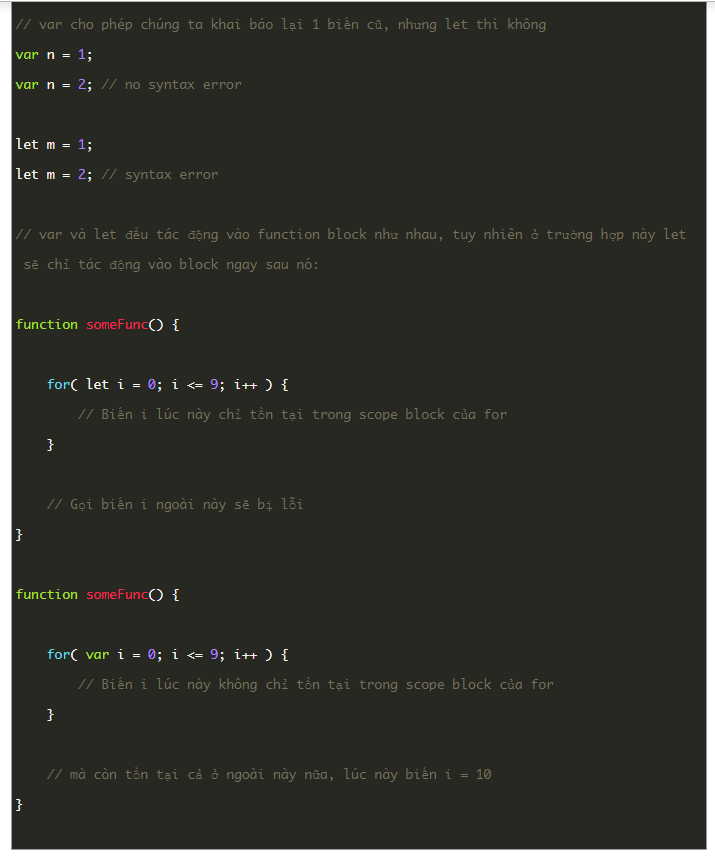 // var cho phép chúng ta khai báo lại 1 biến cũ, nhưng let thì không
var n = 1;
var n = 2; // no syntax error
let m = 1;
let m = 2; // syntax error
// var và let đều tác động vào function block như nhau, tuy nhiên ở trường hợp này let
sẽ chỉ tác động vào block ngay sau nó:
function someFunc() {
for( let i = 0; i <= 9; i++ ) {
// Biến i lúc này chỉ tồn tại trong scope block của for
}
// Gọi biến i ngoài này sẽ bị lỗi
}
function someFunc() {
for( var i = 0; i <= 9; i++ ) {
// Biến i lúc này không chỉ tồn tại trong scope block của for
}
// mà còn tồn tại cả ở ngoài này nữa, lúc này biến i = 10
}